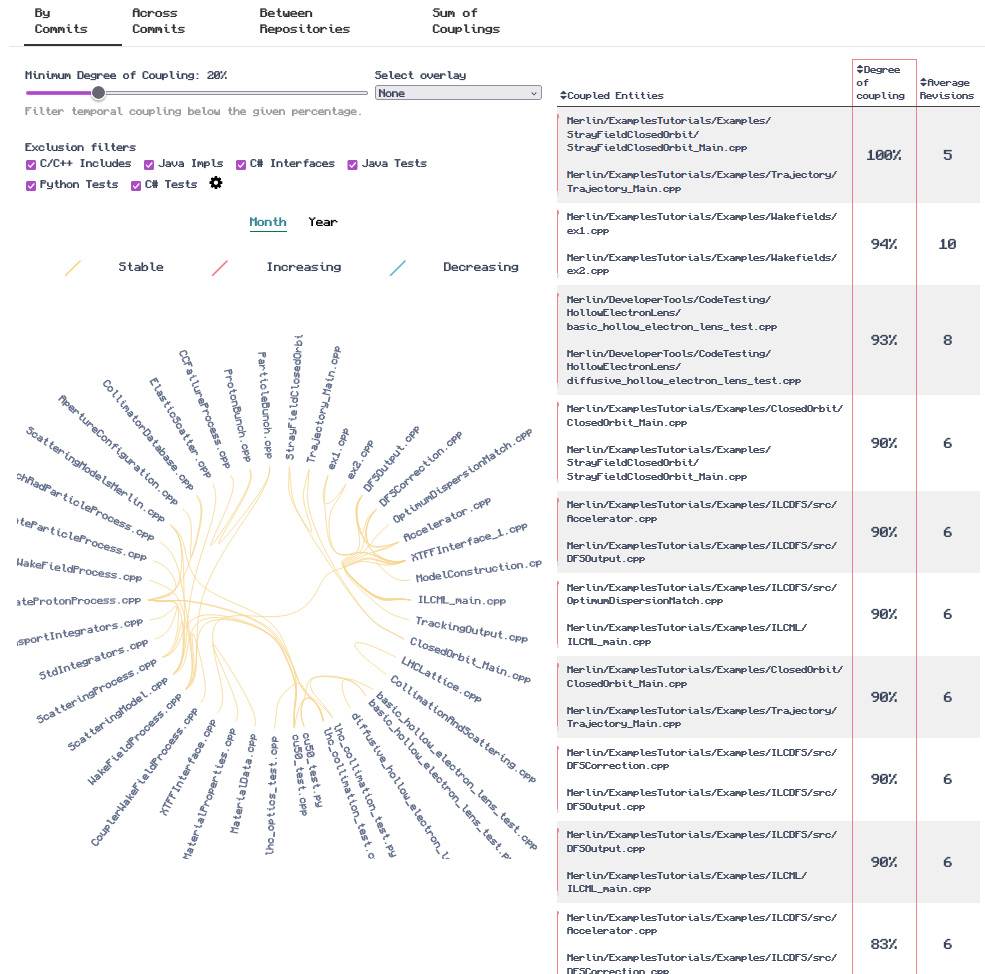 By
Commits
Across
Commits
Between
Repositories
Sum of
Couplings
Minimum Degree of Coupling: 20%
Select overlay
None
Filter temporal coupling below the given percentage.
Exclusion filters
C/C++ Includes
Java Impls
C# Interfaces
Java Tests
Python Tests
C# Tests
Month
Year
Stable
Increasing
Decreasing
StrayFieldClosedOrbi
Trajectory_Main.cpp
ex1.cpp
ex2.cpp
DFSOutput.cpp
DFSCorrection.cpp
OptimumDispersionMatch.cpp
Accelerator.cpp
XTFFInterface_1.cpp
ModelConstruction.cp
ILCML_main.cpp
TrackingOutput.cpp
ClosedOrbit_Main.cpp
LHCLattice.cpp
CollimationAndScattering.cpp
basic_hollow_electron_lens_test.cpp
basic_hollow_electron_lens_test.py
diffusive_hollow_electron_l
lhc_collimation_test.py
lhc_collimation_test.c
cu50_test.py
cu50_test.cpp
lhc_optics_test.cpp
MaterialData.cpp
MaterialProperties.cpp
XTFFInterface.cpp
CouplerWakeFieldProcess.cpp
WakeFieldProcess.cpp
ScatteringModel.cpp
ScatteringProcess.cpp
StdIntegrators.cpp
sportIntegrators.cpp
ateProtonProcess.cpp
WakeFieldProcess.cpp
ateParticleProcess.cpp
chRadParticleProcess.cpp
ScatteringModelsMerlin.cpp
ApertureConfiguration.cpp
CollimatorDatabase.cpp
ElasticScatter.cpp
CCFailureProcess.cpp
ProtonBunch.cpp
ParticleBunch.cpp
Coupled Entities
Degree
of
coupling
Average
Revisions
Merlin/ExamplesTutorials/Examples/
StrayFieldClosedOrbit/
StrayFieldClosedOrbit_Main.cpp
Merlin/ExamplesTutorials/Examples/Trajectory/
Trajectory_Main.cpp
100%
5
Merlin/ExamplesTutorials/Examples/Wakefields/
ex1.cpp
Merlin/ExamplesTutorials/Examples/Wakefields/
ex2.cpp
94%
10
Merlin/DeveloperTools/CodeTesting/
HollowElectronLens/
basic_hollow_electron_lens_test.cpp
Merlin/DeveloperTools/CodeTesting/
HollowElectronLens/
diffusive_hollow_electron_lens_test.cpp
93%
8
Merlin/ExamplesTutorials/Examples/ClosedOrbit/
ClosedOrbit_Main.cpp
Merlin/ExamplesTutorials/Examples/
StrayFieldClosedOrbit/
StrayFieldClosedOrbit_Main.cpp
90%
6
Merlin/ExamplesTutorials/Examples/ILCDFS/src/
Accelerator.cpp
Merlin/ExamplesTutorials/Examples/ILCDFS/src/
DFSOutput.cpp
90%
6
Merlin/ExamplesTutorials/Examples/ILCDFS/src/
OptimumDispersionMatch.cpp
Merlin/ExamplesTutorials/Examples/ILCML/
ILCML_main.cpp
90%
6
Merlin/ExamplesTutorials/Examples/ClosedOrbit/
ClosedOrbit_Main.cpp
Merlin/ExamplesTutorials/Examples/Trajectory/
Trajectory_Main.cpp
90%
6
Merlin/ExamplesTutorials/Examples/ILCDFS/src/
DFSCorrection.cpp
Merlin/ExamplesTutorials/Examples/ILCDFS/src/
DFSOutput.cpp
90%
6
Merlin/ExamplesTutorials/Examples/ILCDFS/src/
DFSOutput.cpp
Merlin/ExamplesTutorials/Examples/ILCML/
ILCML_main.cpp
90%
6
Merlin/ExamplesTutorials/Examples/ILCDFS/src/
Accelerator.cpp
Merlin/ExamplesTutorials/Examples/ILCDFS/src/
DFSCorrection.cpp
83%
6